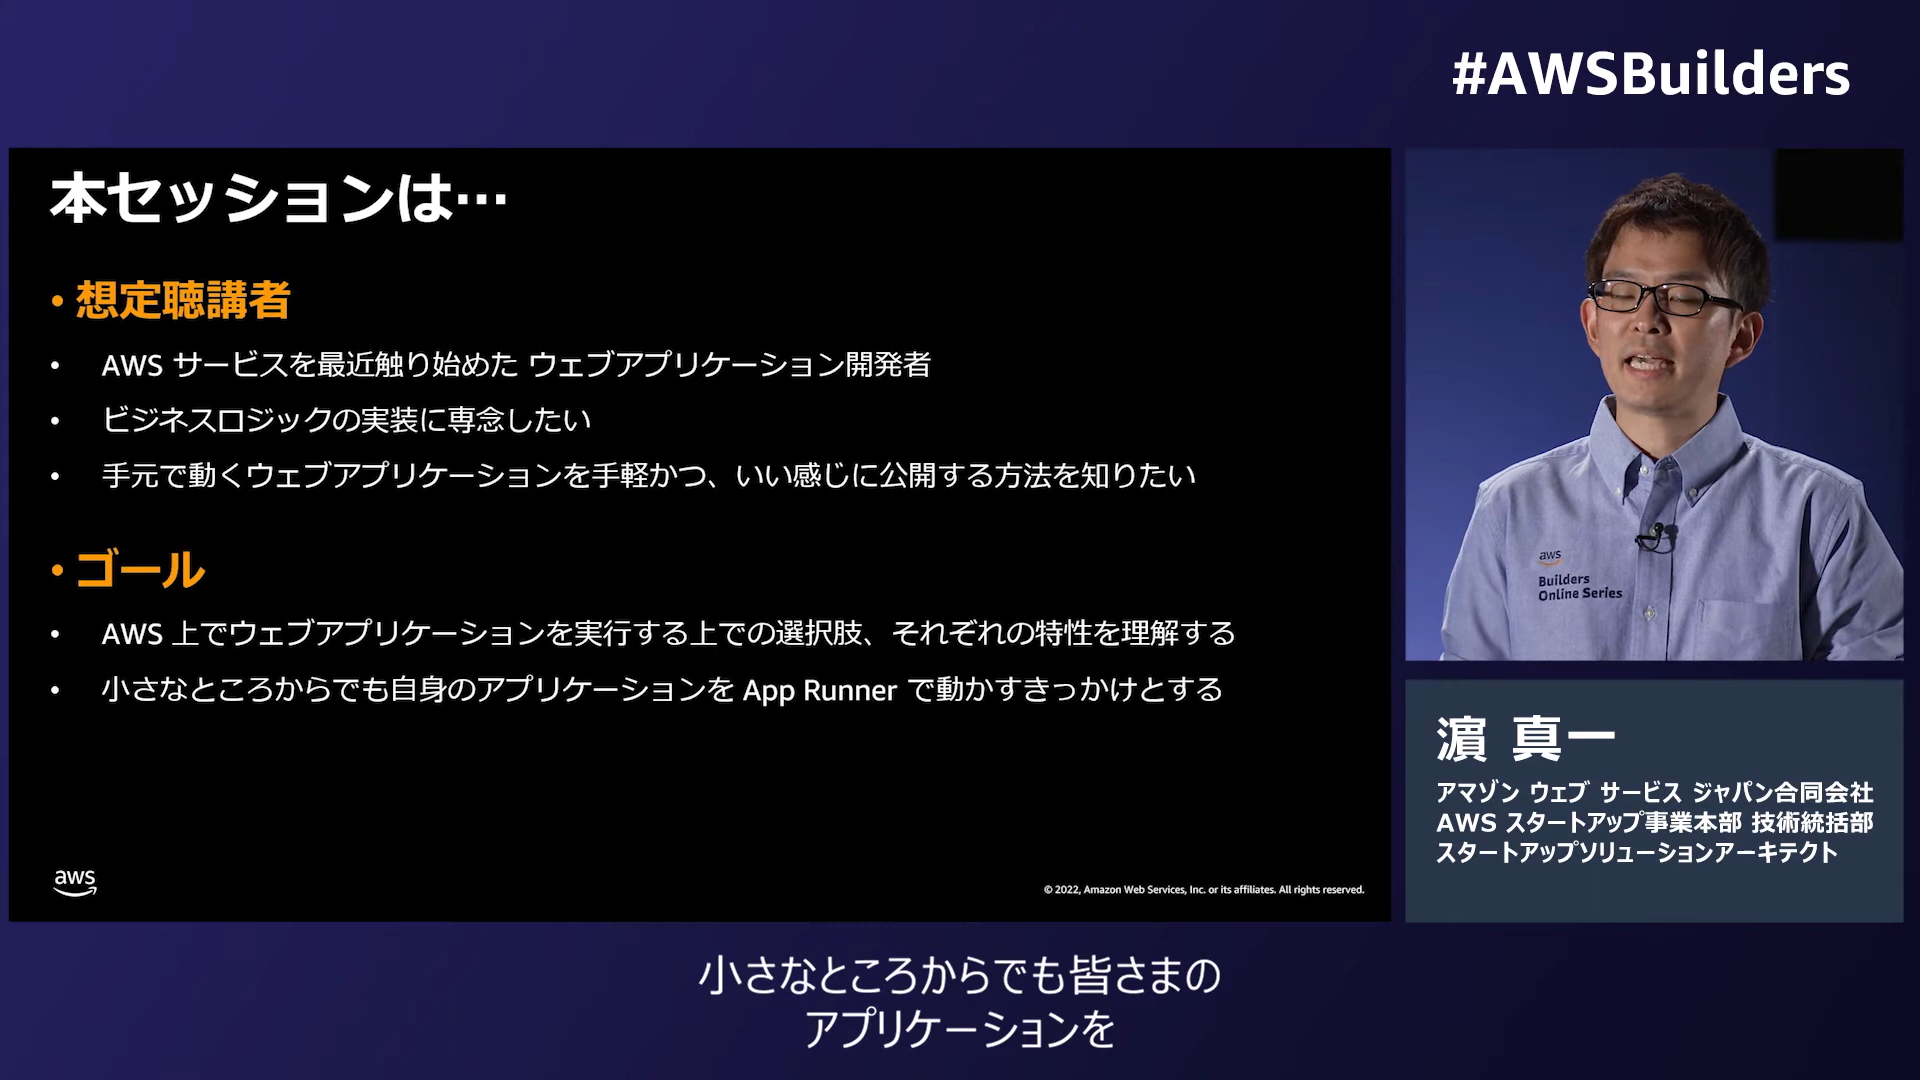 #AWSBuilders
本セッションは…
• 想定聴講者
• AWS サービスを最近触り始めた ウェブアプリケーション開発者
• ビジネスロジックの実装に専念したい
• 手元で動くウェブアプリケーションを手軽かつ、いい感じに公開する方法を知りたい
• ゴール
• AWS 上でウェブアプリケーションを実行する上での選択肢、それぞれの特性を理解する
• 小さなところからでも自身のアプリケーションを App Runner で動かすきっかけとする
aws
© 2022, Amazon Web Services, Inc. or its affiliates. All rights reserved.
aws
Builders
Online Series
濵 真一
アマゾン ウェブ サービス ジャパン合同会社
AWS スタートアップ事業本部 技術統括部
スタートアップソリューションアーキテクト
小さなところからでも皆さまの
アプリケーションを